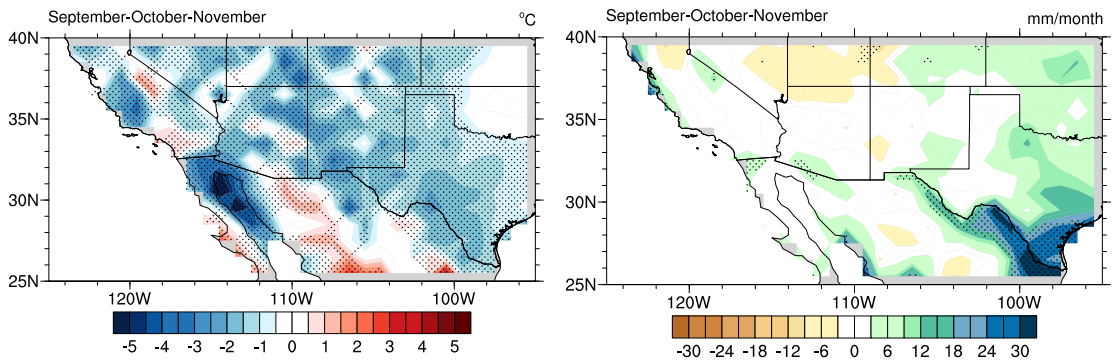 September-October-November °C
40N
35N
30N
25N
120W 110W 100W
-5 -4 -3 -2 -1 0 1 2 3 4 5
September-October-November mm/month
40N
35N
30N
25N
120W 110W 100W
-30 -24 -18 -12 -6 0 6 12 18 24 30